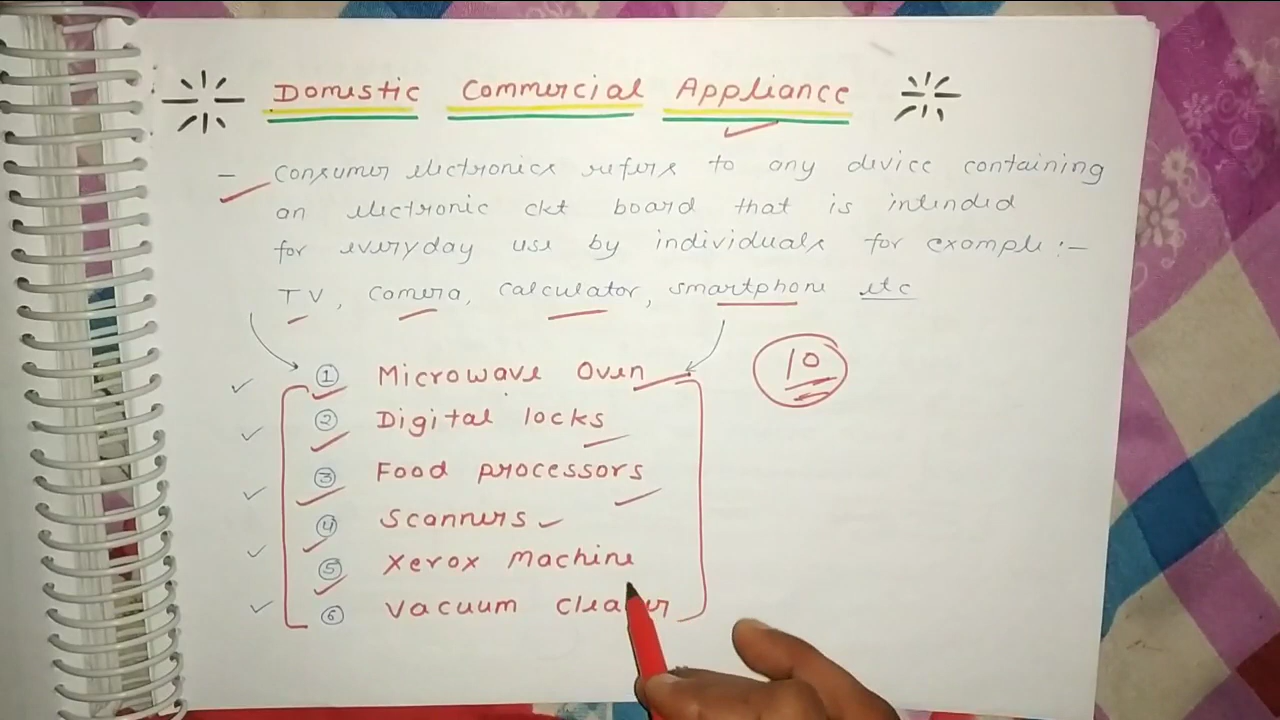 Domestic Commercial Appliance
- Consumer electronics refers to any device containing
an electronic ckt board that is intended
for everyday use by individuals for example :-
TV, Camera, Calculator, smartphone etc
① Microwave Oven
② Digital locks
③ Food processors
④ Scanners
⑤ Xerox Machine
⑥ Vacuum Cleaner
10